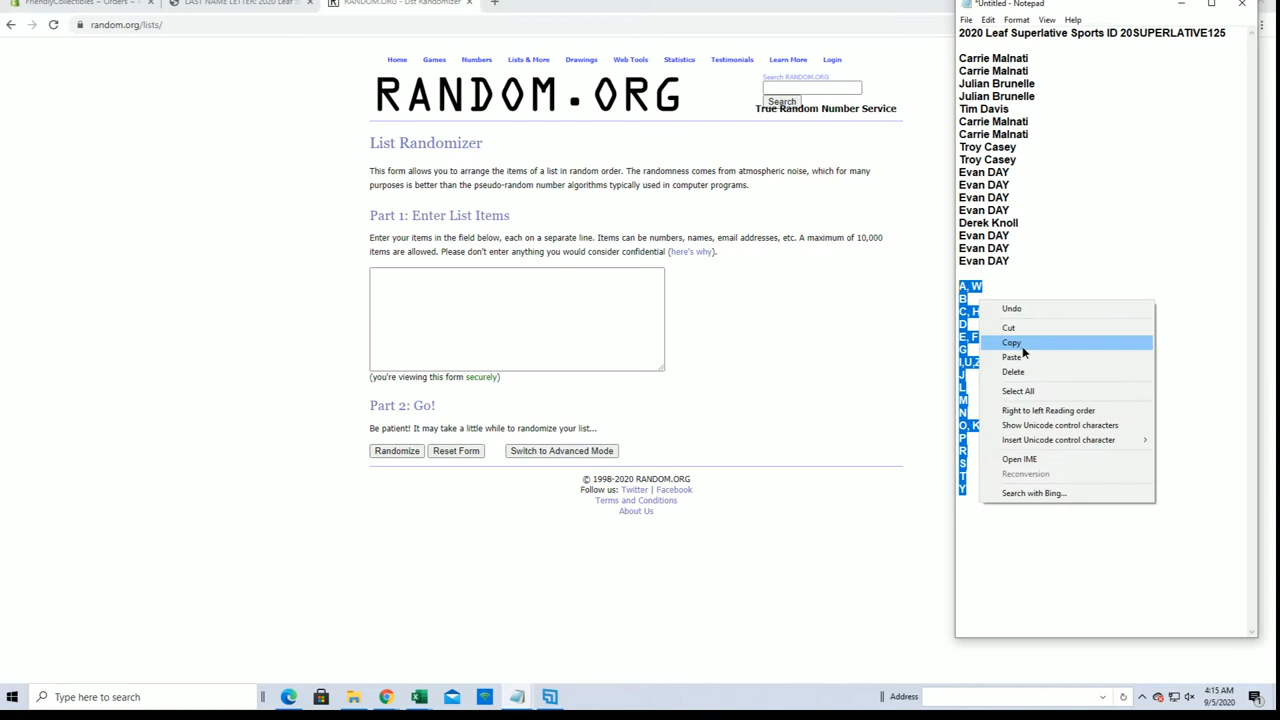 FriendlyCollectibles ~ Orders ~
LAST NAME LETTER: 2020 Leaf S
RANDOM.ORG - List Randomizer
random.org/lists/
Home Games Numbers Lists & More Drawings Web Tools Statistics Testimonials Learn More Login
RANDOM.ORG
Search RANDOM.ORG
Search
True Random Number Service
List Randomizer
This form allows you to arrange the items of a list in random order. The randomness comes from atmospheric noise, which for many
purposes is better than the pseudo-random number algorithms typically used in computer programs.
Part 1: Enter List Items
Enter your items in the field below, each on a separate line. Items can be numbers, names, email addresses, etc. A maximum of 10,000
items are allowed. Please don't enter anything you would consider confidential (here's why).
(you're viewing this form securely)
Part 2: Go!
Be patient! It may take a little while to randomize your list...
Randomize Reset Form Switch to Advanced Mode
© 1998-2020 RANDOM.ORG
Follow us: Twitter | Facebook
Terms and Conditions
About Us
*Untitled - Notepad
File Edit Format View Help
2020 Leaf Superlative Sports ID 20SUPERLATIVE125
Carrie Malnati
Carrie Malnati
Julian Brunelle
Julian Brunelle
Tim Davis
Carrie Malnati
Carrie Malnati
Troy Casey
Troy Casey
Evan DAY
Evan DAY
Evan DAY
Evan DAY
Derek Knoll
Evan DAY
Evan DAY
Evan DAY
A, W
B
C, H
D
E, F
G
I,U,Z
J
L
M
N
O, K
P
R
S
T
Y
Undo
Cut
Copy
Paste
Delete
Select All
Right to left Reading order
Show Unicode control characters
Insert Unicode control character
Open IME
Reconversion
Search with Bing...
Type here to search
Address
4:15 AM
9/5/2020